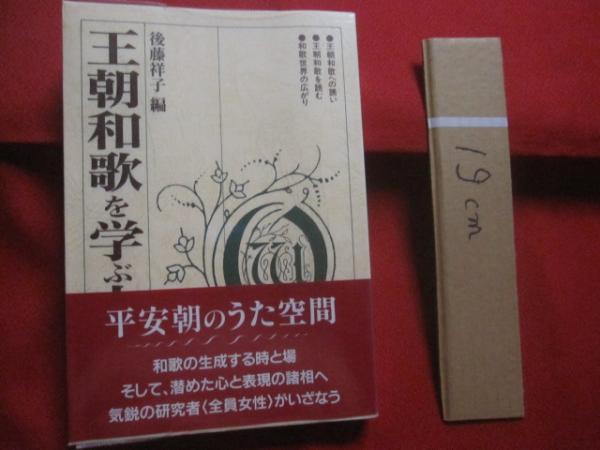 ●王朝和歌への誘い
●王朝和歌を読む
●和歌世界の広がり
後藤祥子 編
王朝和歌を学ぶ
平安朝のうた空間
和歌の生成する時と場
そして、潜めた心と表現の諸相へ
気鋭の研究者〈全員女性〉がいざなう
19cm